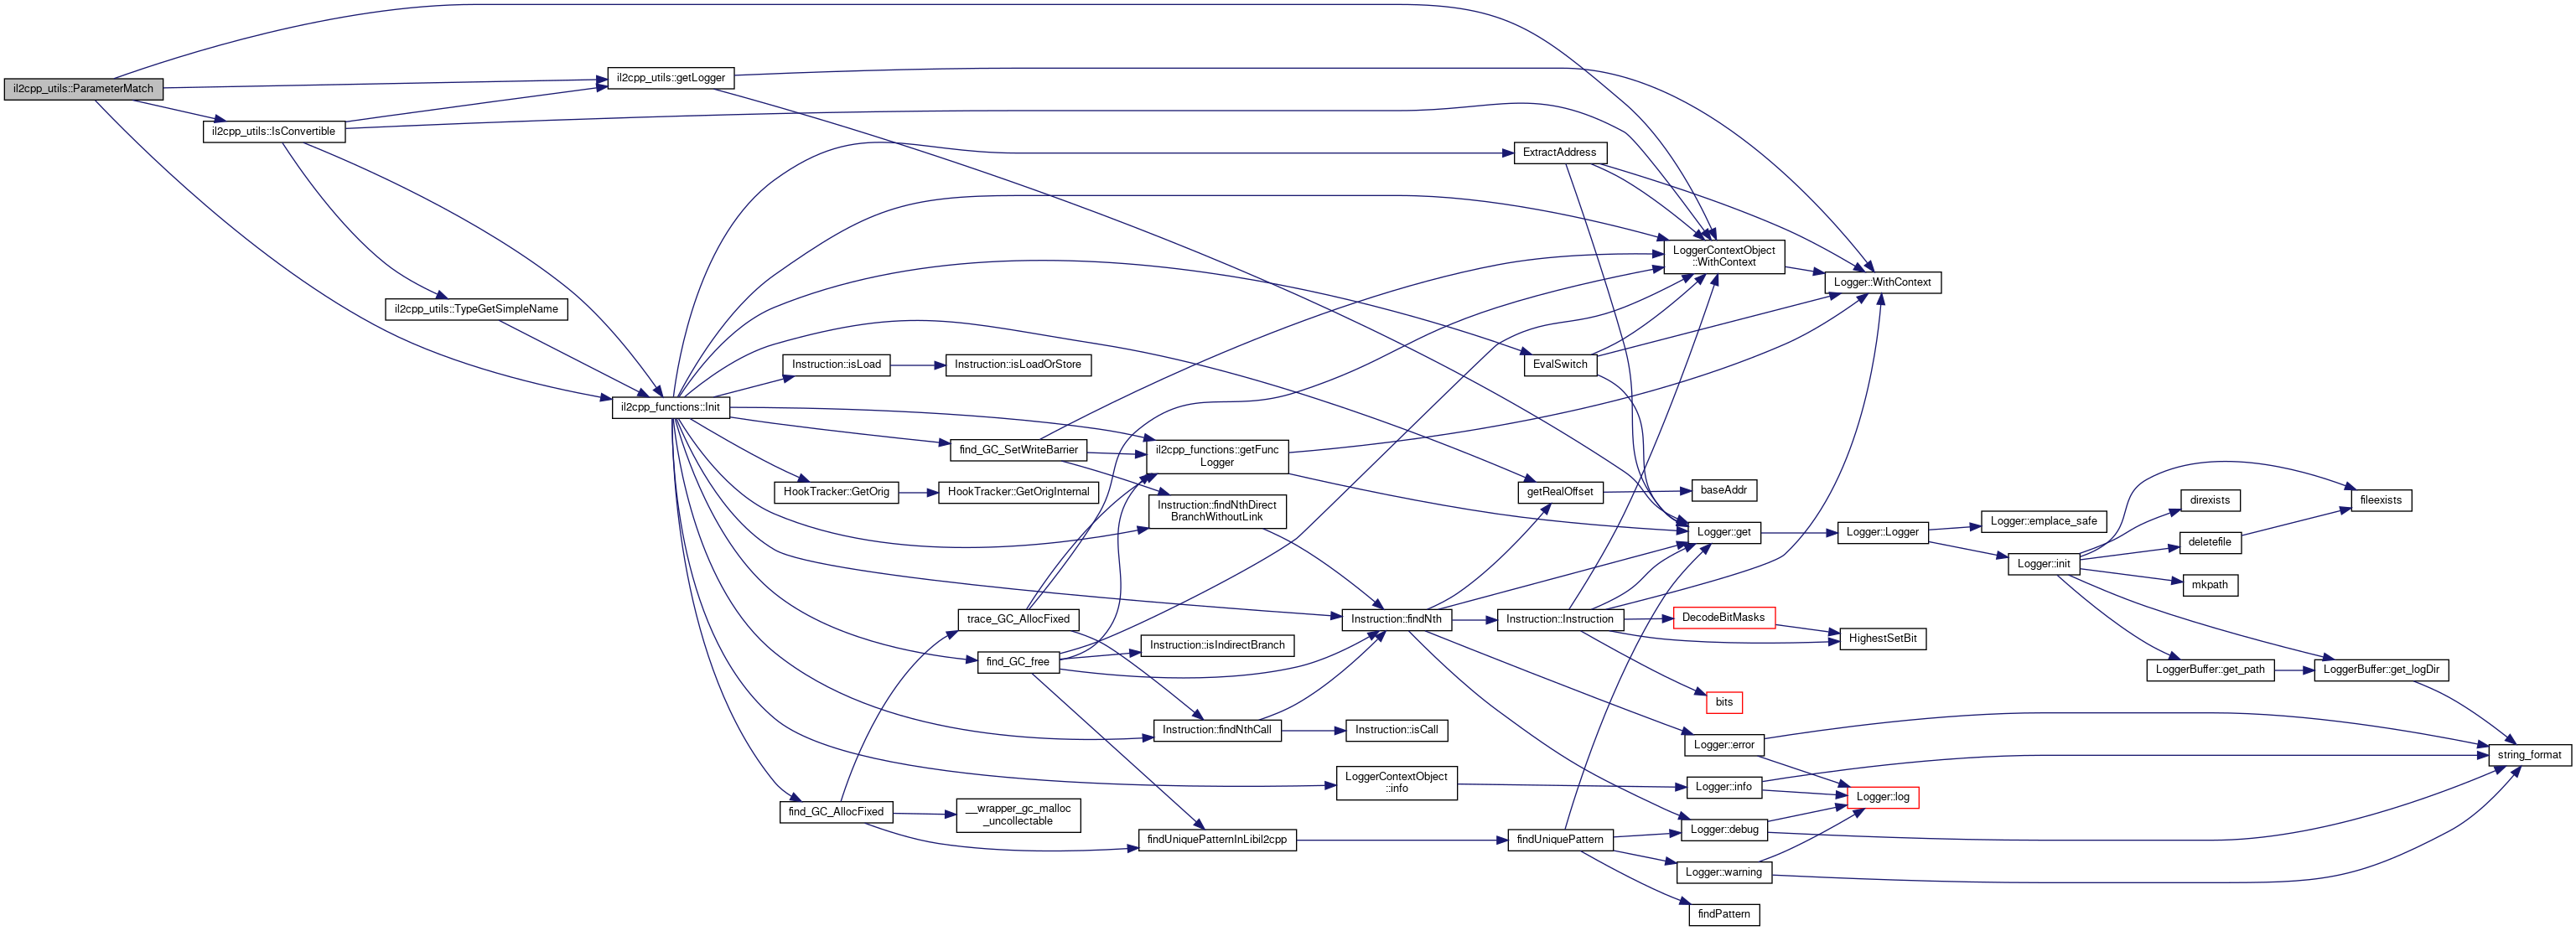 il2cpp_utils::ParameterMatch
il2cpp_utils::getLogger
il2cpp_utils::IsConvertible
il2cpp_utils::TypeGetSimpleName
il2cpp_functions::Init
Instruction::isLoad
Instruction::isLoadOrStore
find_GC_SetWriteBarrier
HookTracker::GetOrig
HookTracker::GetOrigInternal
il2cpp_functions::getFunc
Logger
Instruction::findNthDirect
BranchWithoutLink
trace_GC_AllocFixed
find_GC_free
Instruction::isIndirectBranch
Instruction::findNthCall
Instruction::isCall
find_GC_AllocFixed
__wrapper_gc_malloc
_uncollectable
findUniquePatternInLibil2cpp
LoggerContextObject
::info
Instruction::findNth
ExtractAddress
LoggerContextObject
::WithContext
Logger::WithContext
EvalSwitch
getRealOffset
baseAddr
Logger::get
Logger::Logger
Logger::emplace_safe
Logger::init
Instruction::Instruction
DecodeBitMasks
HighestSetBit
bits
Logger::error
Logger::info
Logger::log
Logger::debug
findUniquePattern
Logger::warning
findPattern
direxists
fileexists
deletefile
mkpath
LoggerBuffer::get_path
LoggerBuffer::get_logDir
string_format